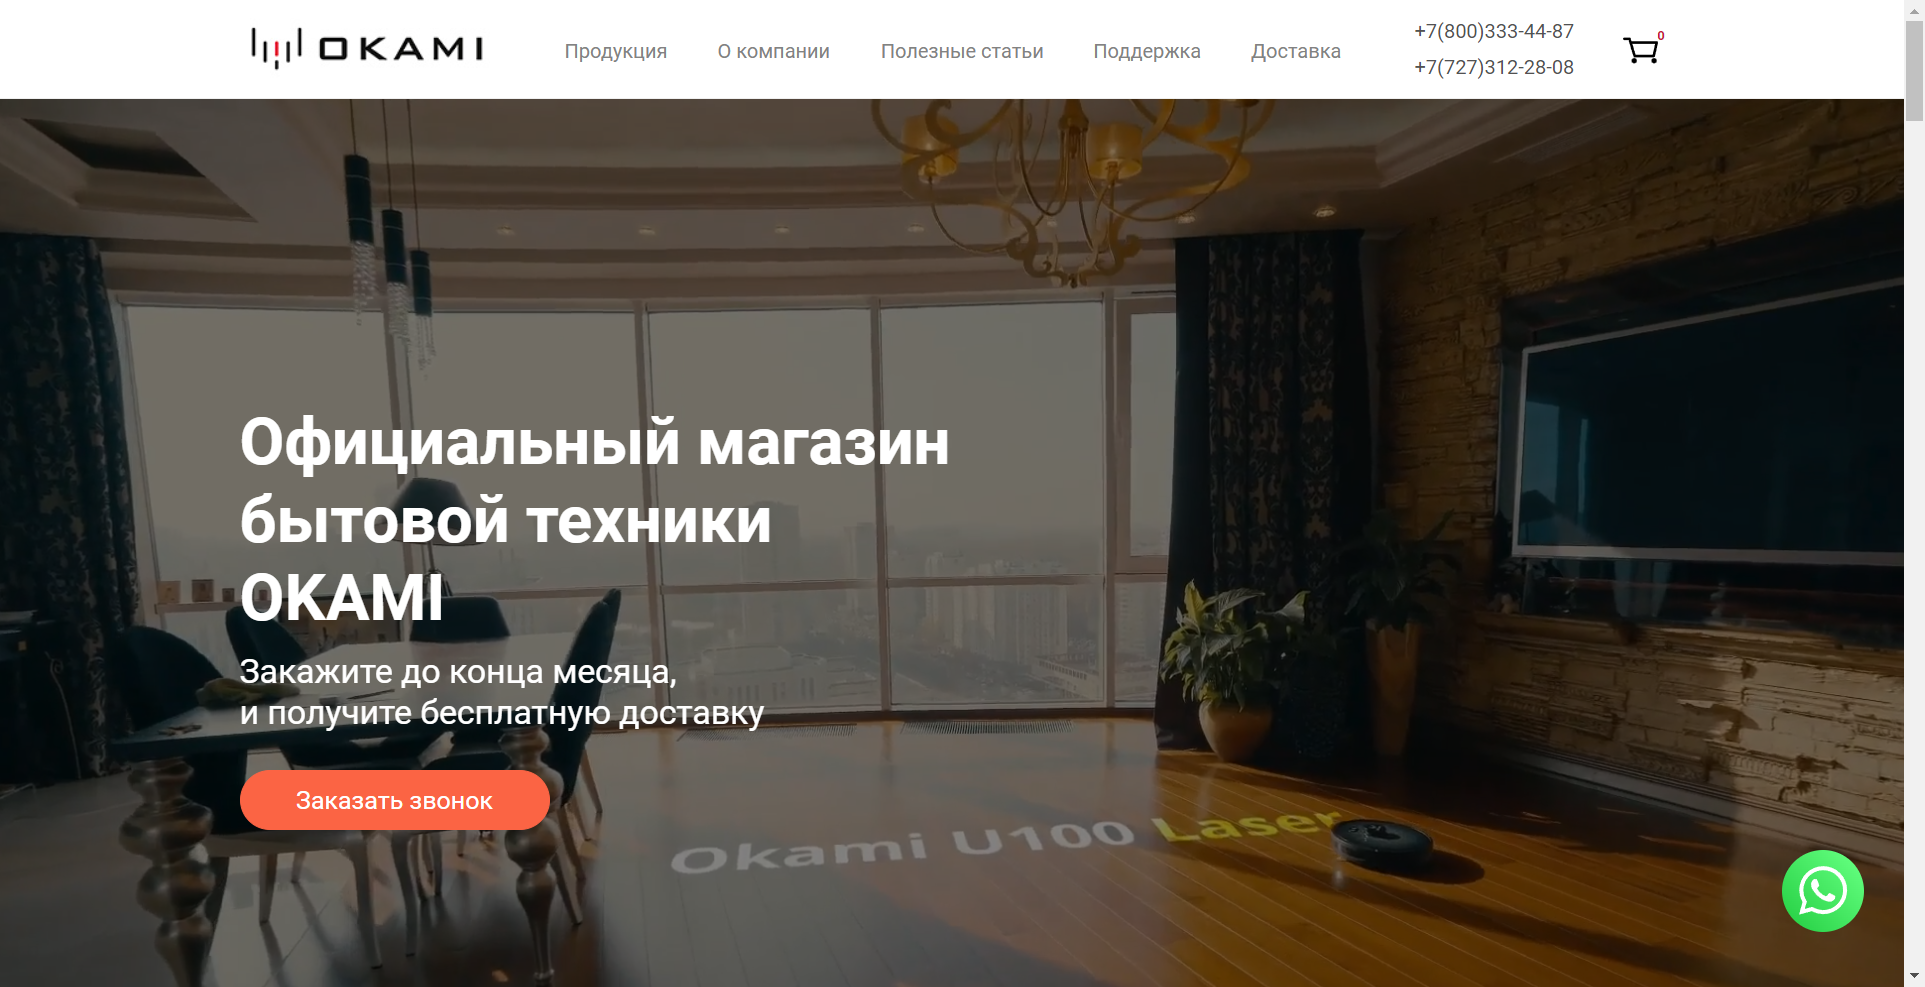 OKAMI
Продукция
О компании
Полезные статьи
Поддержка
Доставка
+7(800)333-44-87
+7(727)312-28-08
0
Официальный магазин
бытовой техники
OKAMI
Закажите до конца месяца,
и получите бесплатную доставку
Заказать звонок
Okami U100 Laser